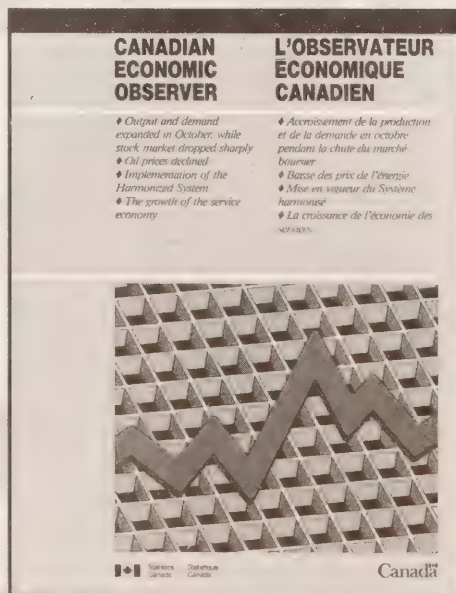 CANADIAN
ECONOMIC
OBSERVER
♦ Output and demand
expanded in October, while
stock market dropped sharply
♦ Oil prices declined
♦ Implementation of the
Harmonized System
♦ The growth of the service
economy
L'OBSERVATEUR
ÉCONOMIQUE
CANADIEN
♦ Accroissement de la production
et de la demande en octobre
pendant la chute du marché
boursier
♦ Baisse des prix de l'énergie
♦ Mise en vigueur du Système
harmonisé
♦ La croissance de l'économie des
services
Statistics
Canada
Statistique
Canada
Canada